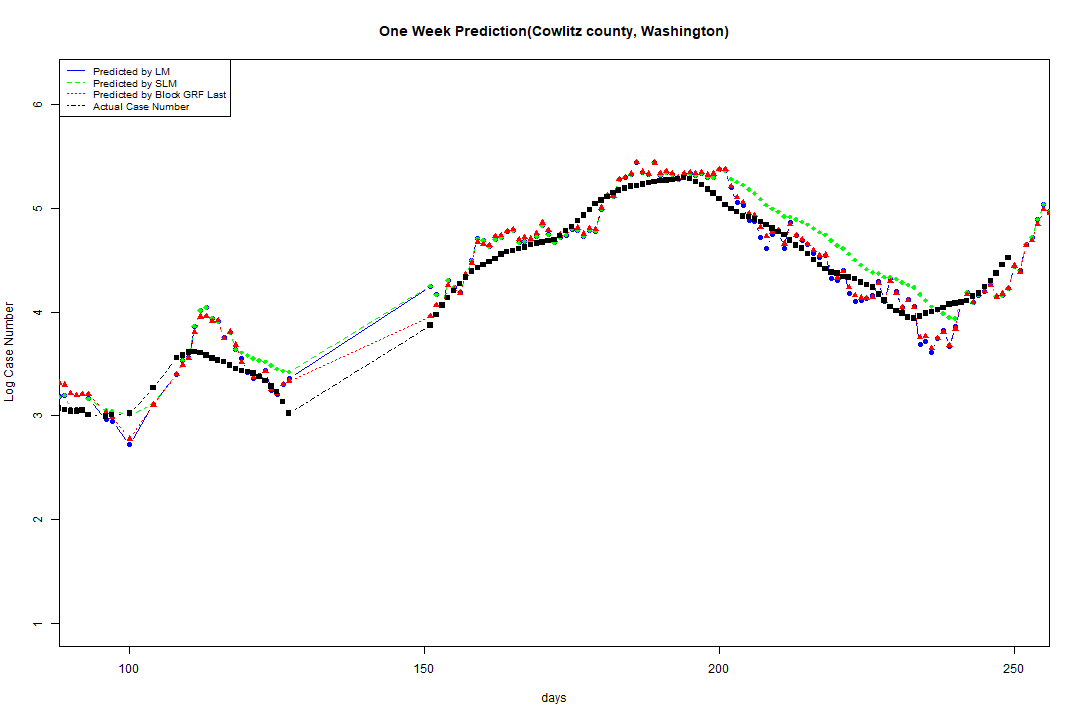 One Week Prediction(Cowlitz county, Washington)
Predicted by LM
Predicted by SLM
Predicted by Block GRF Last
Actual Case Number
Log Case Number
6
5
4
3
2
1
100 150 200 250
days